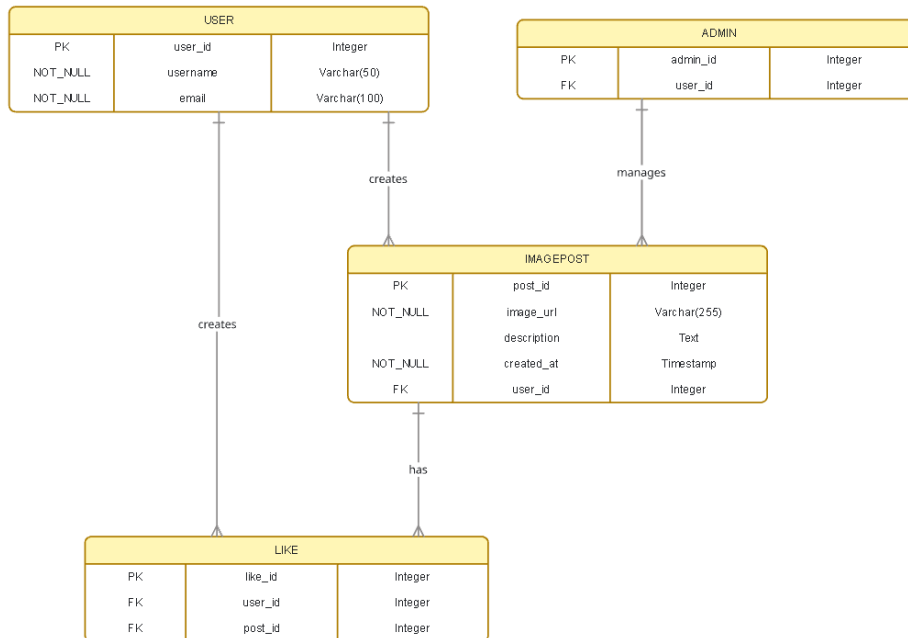 USER
PK user_id Integer
NOT_NULL username Varchar(50)
NOT_NULL email Varchar(100)
ADMIN
PK admin_id Integer
FK user_id Integer
creates
manages
IMAGEPOST
PK post_id Integer
NOT_NULL image_url Varchar(255)
description Text
NOT_NULL created_at Timestamp
FK user_id Integer
creates
has
LIKE
PK like_id Integer
FK user_id Integer
FK post_id Integer